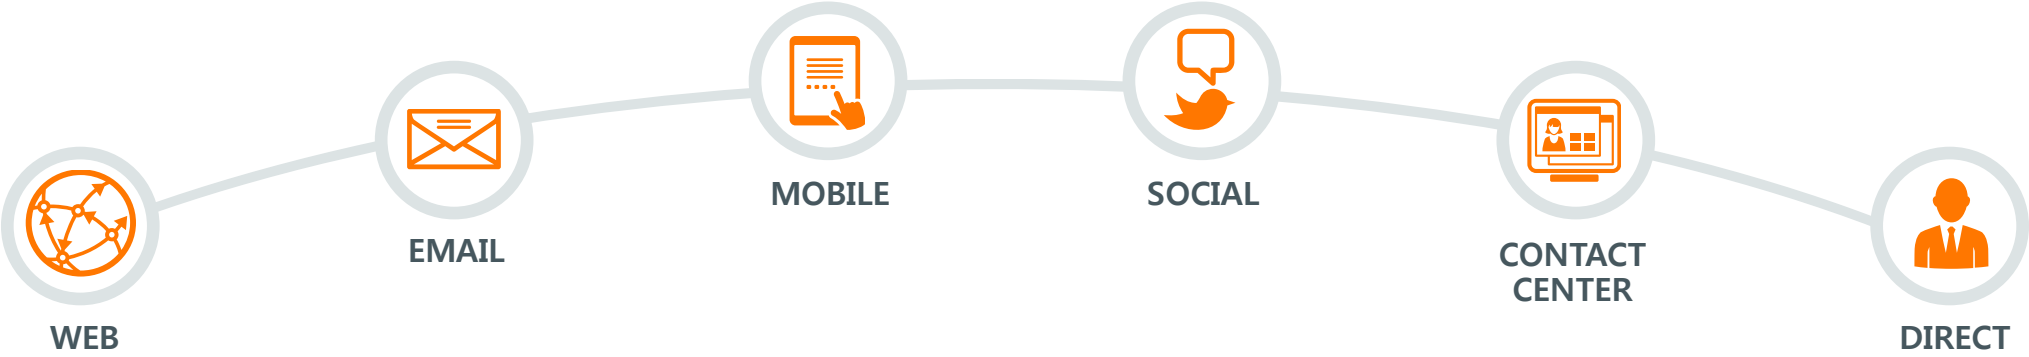 WEB
EMAIL
MOBILE
SOCIAL
CONTACT
CENTER
DIRECT